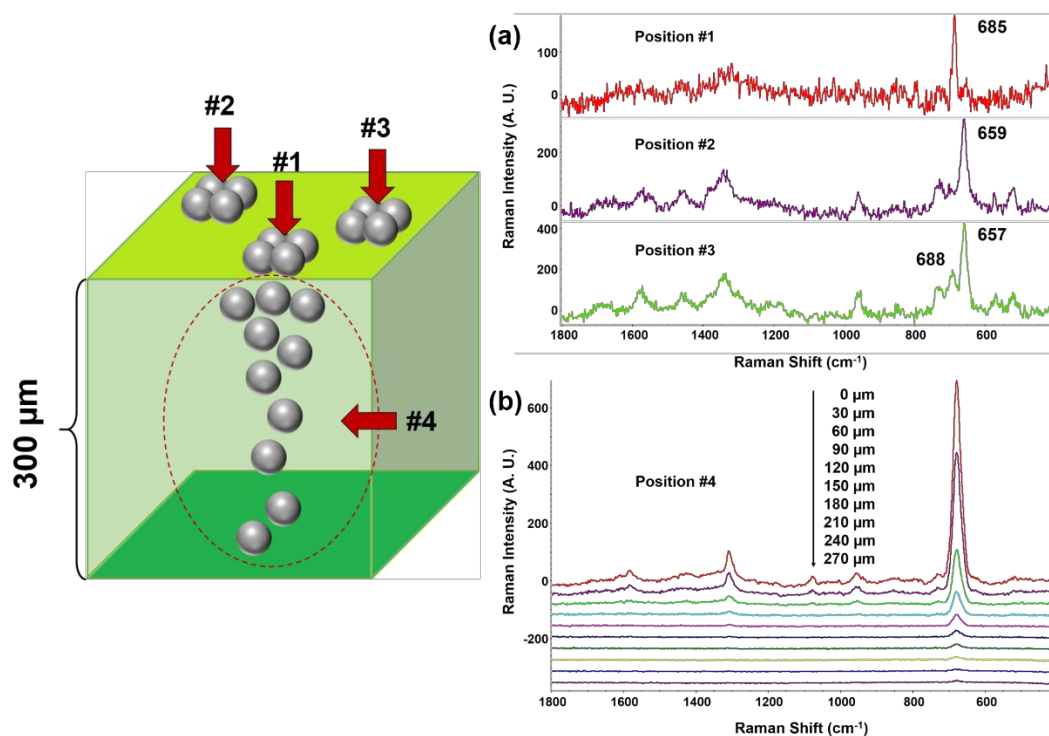 #2
#3
#1
#4
300 µm
(a)
Position #1
685
100
0
Position #2
659
200
0
Position #3
688
657
400
200
0
Raman Intensity (A. U.)
1800
1600
1400
1200
1000
800
600
Raman Shift (cm-1)
(b)
Position #4
0 µm
30 µm
60 µm
90 µm
120 µm
150 µm
180 µm
210 µm
240 µm
270 µm
600
400
200
0
-200
Raman Intensity (A. U.)
1800
1600
1400
1200
1000
800
600
Raman Shift (cm-1)